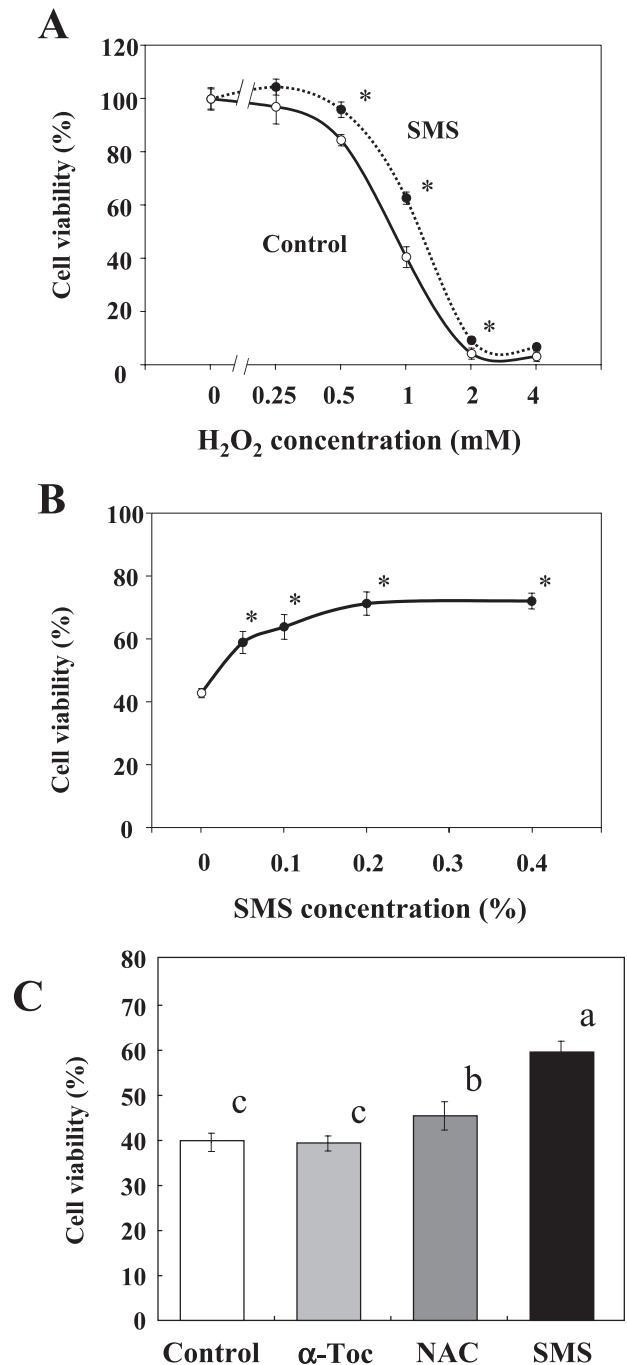 A
120
100
80
60
40
20
0
Cell viability (%)
*
SMS
*
Control
*
0 0.25 0.5 1 2 4
H₂O₂ concentration (mM)
B
100
80
60
40
20
0
Cell viability (%)
* * * *
0 0.1 0.2 0.3 0.4
SMS concentration (%)
C
80
70
60
50
40
30
20
10
0
Cell viability (%)
c c b a
Control α-Toc NAC SMS